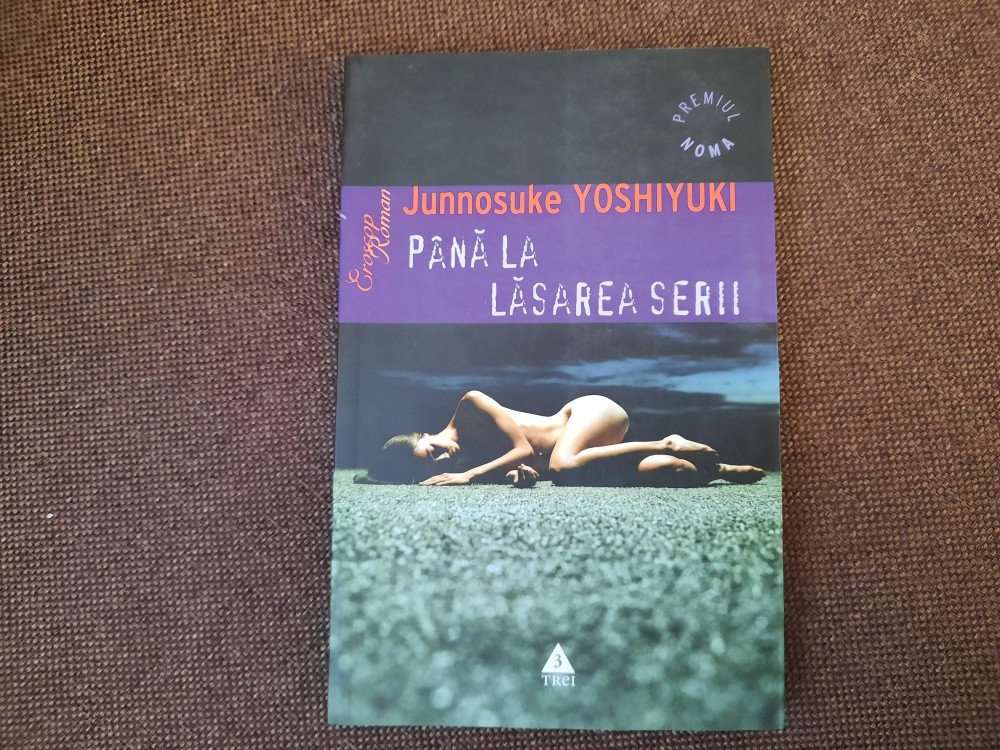 PREMIUL
NOMA
Junnosuke YOSHIYUKI
Eroscop
Roman
PÂNĂ LA
LĂSAREA SERII
3
TREI